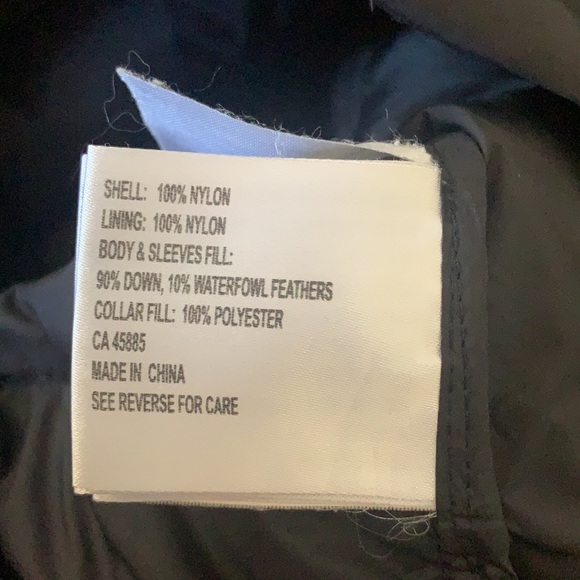 SHELL: 100% NYLON
LINING: 100% NYLON
BODY & SLEEVES FILL:
90% DOWN, 10% WATERFOWL FEATHERS
COLLAR FILL: 100% POLYESTER
CA 45885
MADE IN CHINA
SEE REVERSE FOR CARE